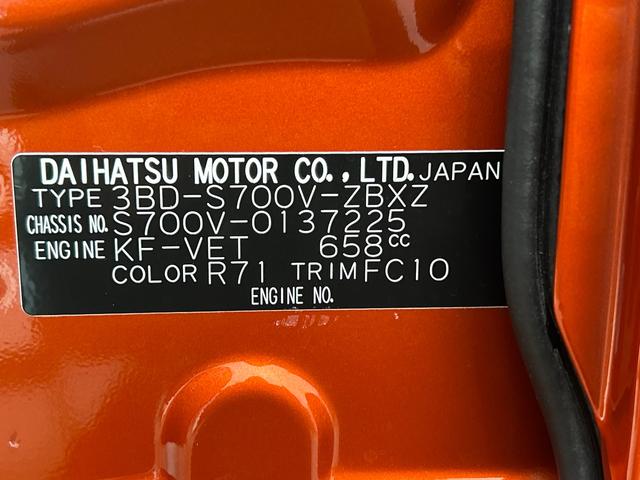 DAIHATSU MOTOR CO.,LTD. JAPAN
TYPE 3BD-S700V-ZBXZ
CHASSIS NO. S700V-0137225
ENGINE KF-VET 658cc
COLOR R71 TRIM FC10
ENGINE NO.